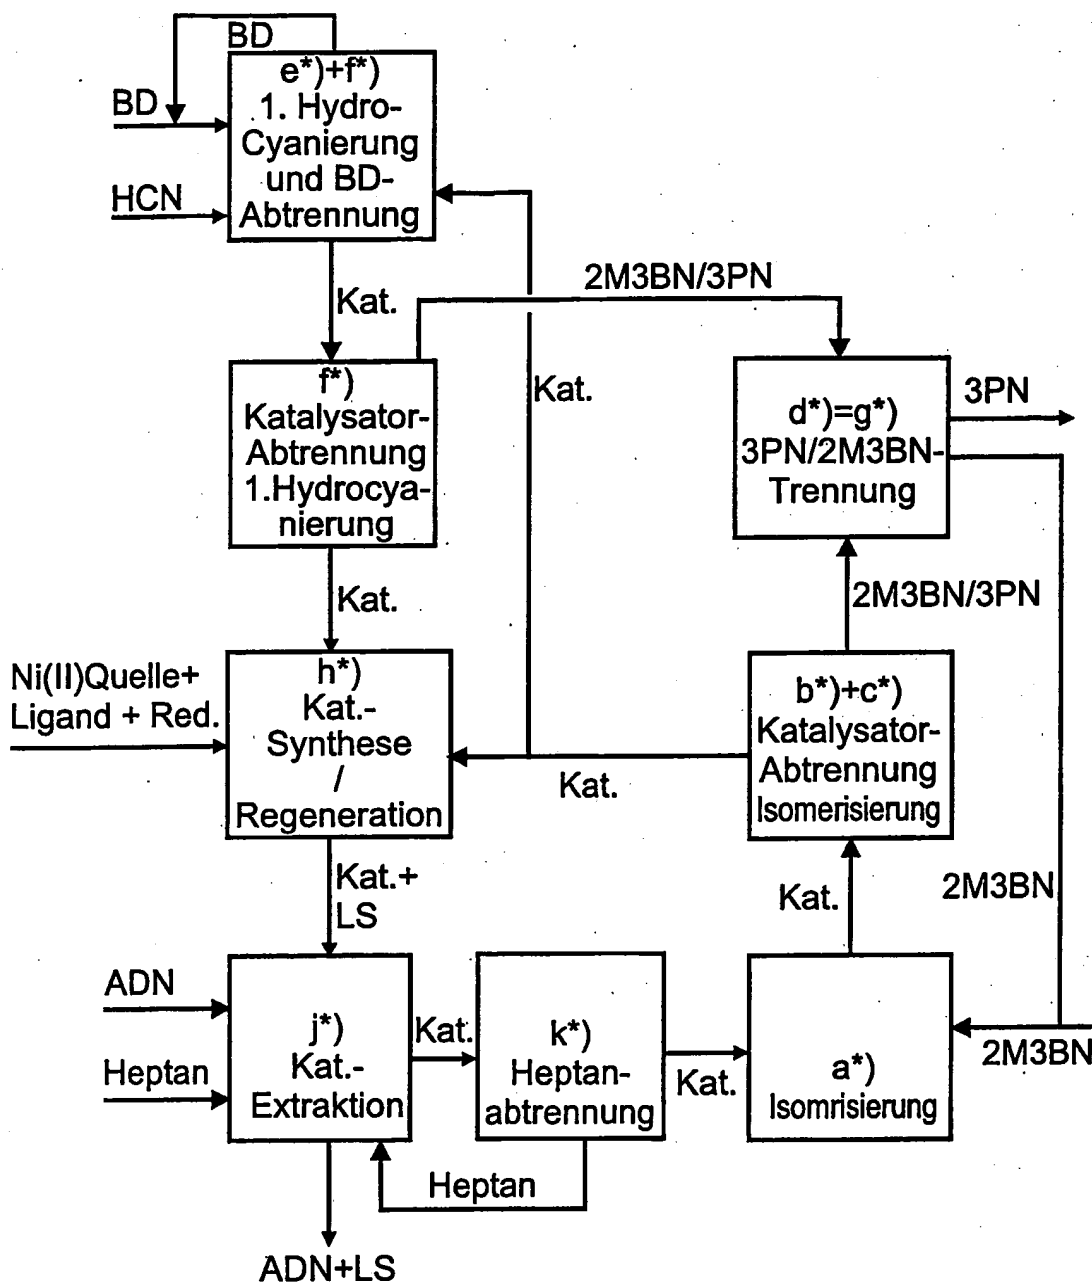 BD
BD
e*)+f*)
1. Hydro-
Cyanierung
und BD-
Abtrennung
HCN
Kat.
2M3BN/3PN
f*)
Katalysator-
Abtrennung
1.Hydrocya-
nierung
Kat.
d*)=g*)
3PN/2M3BN-
Trennung
3PN
Kat.
2M3BN/3PN
Ni(II)Quelle+
Ligand + Red.
h*)
Kat.-
Synthese
/
Regeneration
Kat.
b*)+c*)
Katalysator-
Abtrennung
Isomerisierung
Kat.+
LS
Kat.
2M3BN
ADN
Heptan
j*)
Kat.-
Extraktion
Kat.
k*)
Heptan-
abtrennung
Kat.
a*)
Isomrisierung
2M3BN
Heptan
ADN+LS